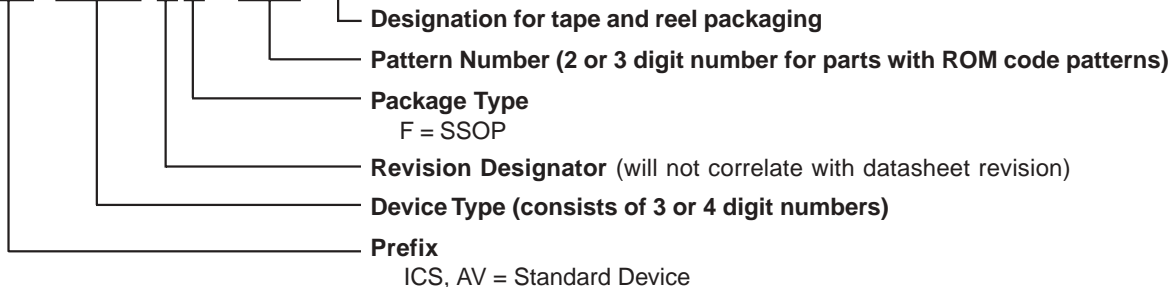 Designation for tape and reel packaging
Pattern Number (2 or 3 digit number for parts with ROM code patterns)
Package Type
F = SSOP
Revision Designator (will not correlate with datasheet revision)
Device Type (consists of 3 or 4 digit numbers)
Prefix
ICS, AV = Standard Device